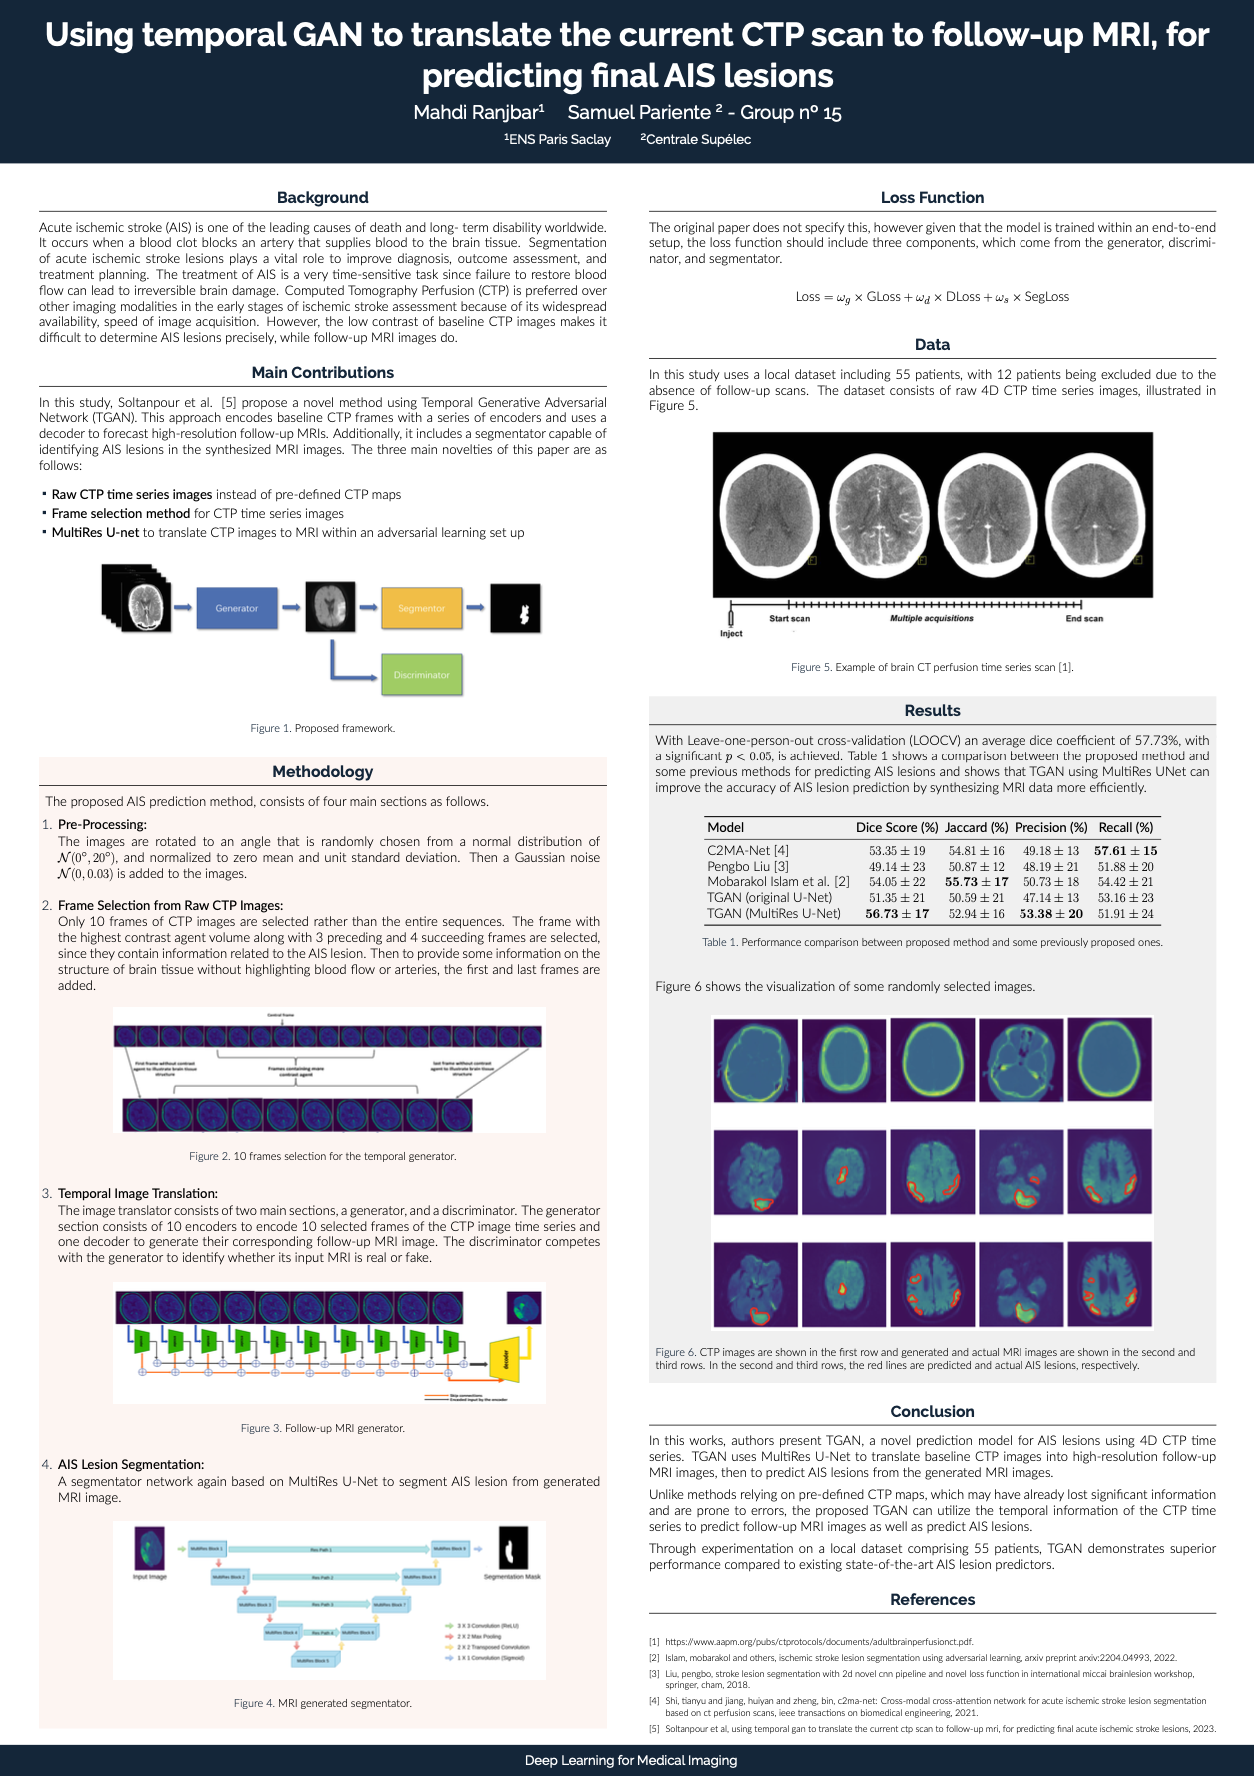 Using temporal GAN to translate the current CTP scan to follow-up MRI, for
predicting final AIS lesions
Mahdi Ranjbar¹ Samuel Pariente ² - Group nº 15
¹ENS Paris Saclay ²Centrale Supélec
Background
Acute ischemic stroke (AIS) is one of the leading causes of death and long- term disability worldwide.
It occurs when a blood clot blocks an artery that supplies blood to the brain tissue. Segmentation
of acute ischemic stroke lesions plays a vital role to improve diagnosis, outcome assessment, and
treatment planning. The treatment of AIS is a very time-sensitive task since failure to restore blood
flow can lead to irreversible brain damage. Computed Tomography Perfusion (CTP) is preferred over
other imaging modalities in the early stages of ischemic stroke assessment because of its widespread
availability, speed of image acquisition. However, the low contrast of baseline CTP images makes it
difficult to determine AIS lesions precisely, while follow-up MRI images do.
Main Contributions
In this study, Soltanpour et al. [5] propose a novel method using Temporal Generative Adversarial
Network (TGAN). This approach encodes baseline CTP frames with a series of encoders and uses a
decoder to forecast high-resolution follow-up MRIs. Additionally, it includes a segmentator capable of
identifying AIS lesions in the synthesized MRI images. The three main novelties of this paper are as
follows:
▪ Raw CTP time series images instead of pre-defined CTP maps
▪ Frame selection method for CTP time series images
▪ MultiRes U-net to translate CTP images to MRI within an adversarial learning set up
Generator
Segmentor
Discriminator
Figure 1. Proposed framework.
Methodology
The proposed AIS prediction method, consists of four main sections as follows.
1. Pre-Processing:
The images are rotated to an angle that is randomly chosen from a normal distribution of
𝒩(0°, 20°), and normalized to zero mean and unit standard deviation. Then a Gaussian noise
𝒩(0, 0.03) is added to the images.
2. Frame Selection from Raw CTP Images:
Only 10 frames of CTP images are selected rather than the entire sequences. The frame with
the highest contrast agent volume along with 3 preceding and 4 succeeding frames are selected,
since they contain information related to the AIS lesion. Then to provide some information on the
structure of brain tissue without highlighting blood flow or arteries, the first and last frames are
added.
Central frame
First frame without contrast
agent to illustrate brain tissue
structure
Frames containing more
contrast agent
last frame without contrast
agent to illustrate brain tissue
structure
Figure 2. 10 frames selection for the temporal generator.
3. Temporal Image Translation:
The image translator consists of two main sections, a generator, and a discriminator. The generator
section consists of 10 encoders to encode 10 selected frames of the CTP image time series and
one decoder to generate their corresponding follow-up MRI image. The discriminator competes
with the generator to identify whether its input MRI is real or fake.
decoder
Skip connections
Encoded input by the encoder
Figure 3. Follow-up MRI generator.
4. AIS Lesion Segmentation:
A segmentator network again based on MultiRes U-Net to segment AIS lesion from generated
MRI image.
MultiRes Block 1
Res Path 1
MultiRes Block 9
Input Image
Segmentation Mask
MultiRes Block 2
Res Path 2
MultiRes Block 8
MultiRes Block 3
Res Path 3
MultiRes Block 7
MultiRes Block 4
Res Path 4
MultiRes Block 6
MultiRes Block 5
3 X 3 Convolution (ReLU)
2 X 2 Max Pooling
2 X 2 Transposed Convolution
1 X 1 Convolution (Sigmoid)
Figure 4. MRI generated segmentator.
Loss Function
The original paper does not specify this, however given that the model is trained within an end-to-end
setup, the loss function should include three components, which come from the generator, discrimi-
nator, and segmentator.
Loss = ω_g × GLoss + ω_d × DLoss + ω_s × SegLoss
Data
In this study uses a local dataset including 55 patients, with 12 patients being excluded due to the
absence of follow-up scans. The dataset consists of raw 4D CTP time series images, illustrated in
Figure 5.
Inject
Start scan
Multiple acquisitions
End scan
Figure 5. Example of brain CT perfusion time series scan [1].
Results
With Leave-one-person-out cross-validation (LOOCV) an average dice coefficient of 57.73%, with
a significant p < 0.05, is achieved. Table 1 shows a comparison between the proposed method and
some previous methods for predicting AIS lesions and shows that TGAN using MultiRes UNet can
improve the accuracy of AIS lesion prediction by synthesizing MRI data more efficiently.
Model Dice Score (%) Jaccard (%) Precision (%) Recall (%)
C2MA-Net [4] 53.35 ± 19 54.81 ± 16 49.18 ± 13 57.61 ± 15
Pengbo Liu [3] 49.14 ± 23 50.87 ± 12 48.19 ± 21 51.88 ± 20
Mobarakol Islam et al. [2] 54.05 ± 22 55.73 ± 17 50.73 ± 18 54.42 ± 21
TGAN (original U-Net) 51.35 ± 21 50.59 ± 21 47.14 ± 13 53.16 ± 23
TGAN (MultiRes U-Net) 56.73 ± 17 52.94 ± 16 53.38 ± 20 51.91 ± 24
Table 1. Performance comparison between proposed method and some previously proposed ones.
Figure 6 shows the visualization of some randomly selected images.
Figure 6. CTP images are shown in the first row and generated and actual MRI images are shown in the second and
third rows. In the second and third rows, the red lines are predicted and actual AIS lesions, respectively.
Conclusion
In this works, authors present TGAN, a novel prediction model for AIS lesions using 4D CTP time
series. TGAN uses MultiRes U-Net to translate baseline CTP images into high-resolution follow-up
MRI images, then to predict AIS lesions from the generated MRI images.
Unlike methods relying on pre-defined CTP maps, which may have already lost significant information
and are prone to errors, the proposed TGAN can utilize the temporal information of the CTP time
series to predict follow-up MRI images as well as predict AIS lesions.
Through experimentation on a local dataset comprising 55 patients, TGAN demonstrates superior
performance compared to existing state-of-the-art AIS lesion predictors.
References
[1] https://www.aapm.org/pubs/ctprotocols/documents/adultbrainperfusionct.pdf.
[2] Islam, mobarakol and others, ischemic stroke lesion segmentation using adversarial learning, arxiv preprint arxiv:2204.04993, 2022.
[3] Liu, pengbo, stroke lesion segmentation with 2d novel cnn pipeline and novel loss function in international miccai brainlesion workshop,
springer, cham, 2018.
[4] Shi, tianyu and jiang, huiyan and zheng, bin, c2ma-net: Cross-modal cross-attention network for acute ischemic stroke lesion segmentation
based on ct perfusion scans, ieee transactions on biomedical engineering, 2021.
[5] Soltanpour et al, using temporal gan to translate the current ctp scan to follow-up mri, for predicting final acute ischemic stroke lesions, 2023.
Deep Learning for Medical Imaging